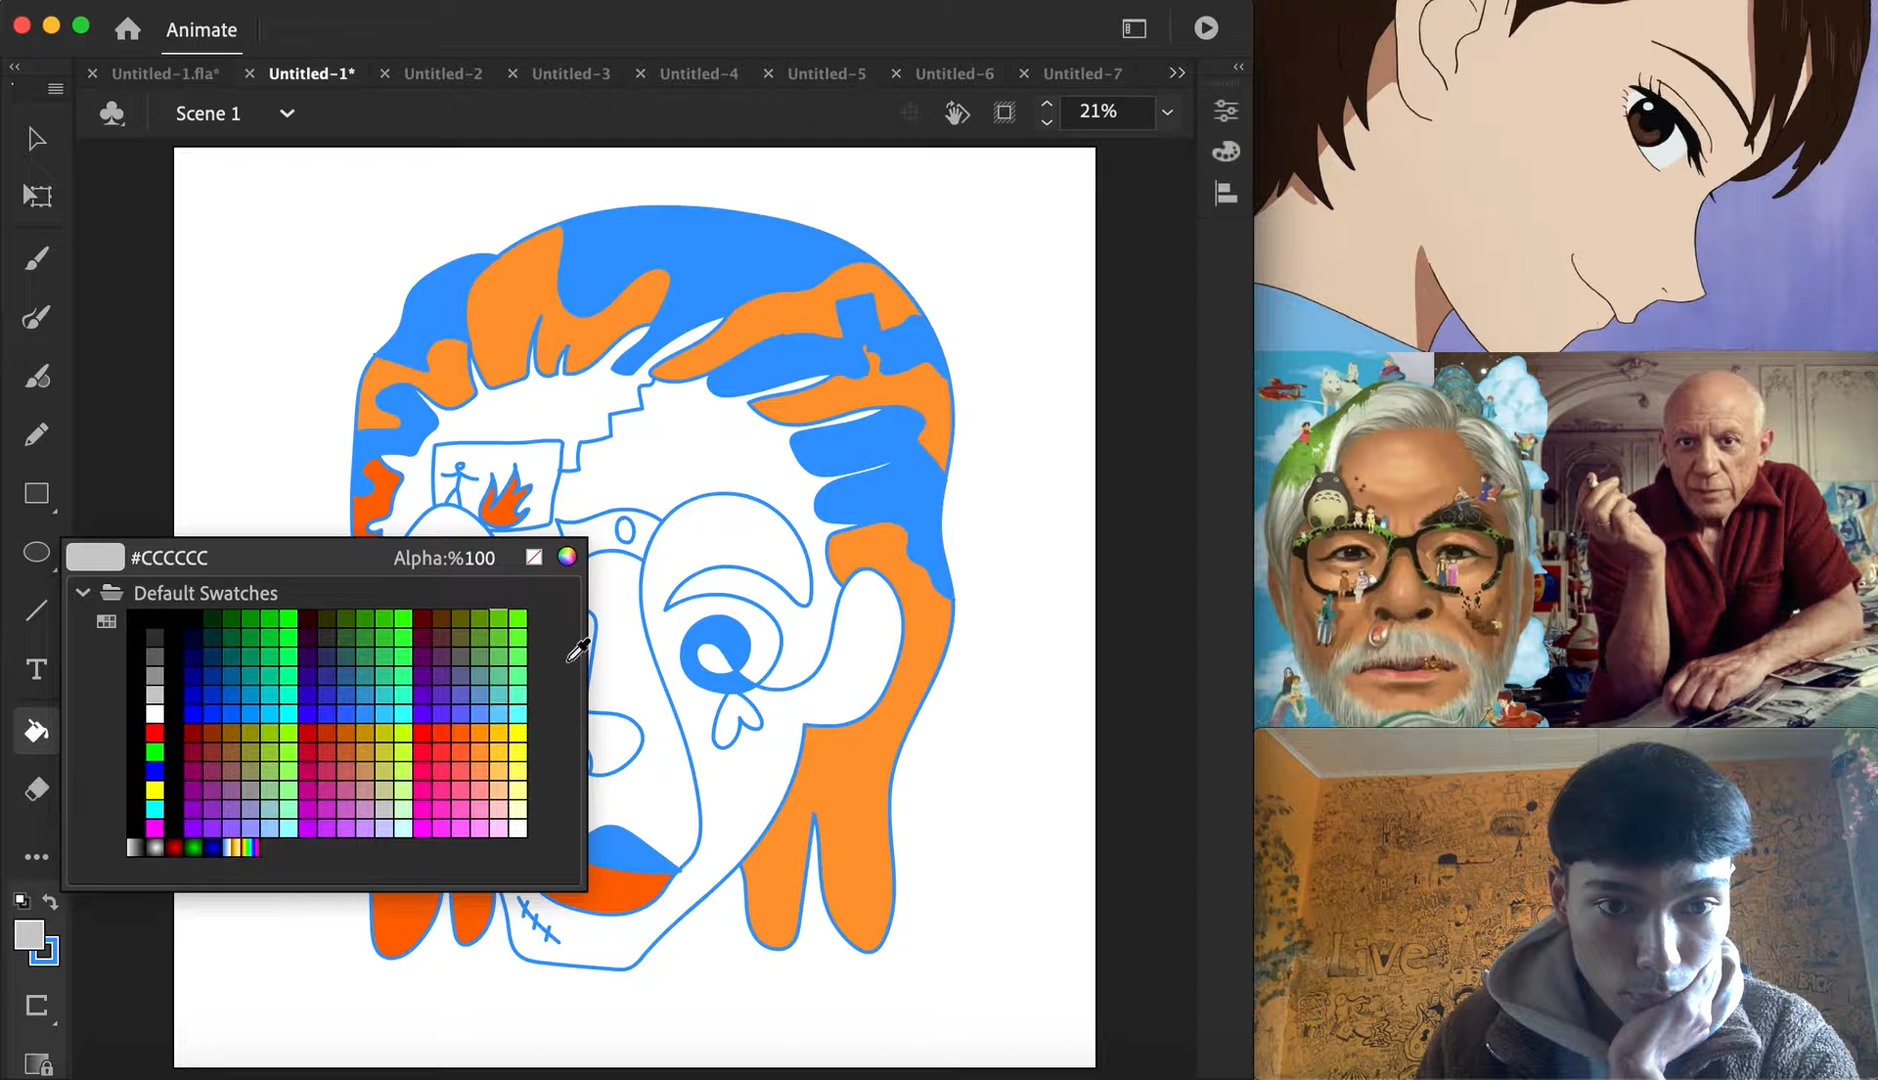 Animate
Untitled-1.fla*
Untitled-1*
Untitled-2
Untitled-3
Untitled-4
Untitled-5
Untitled-6
Untitled-7
Scene 1
21%
#CCCCCC
Alpha:%100
Default Swatches
Live